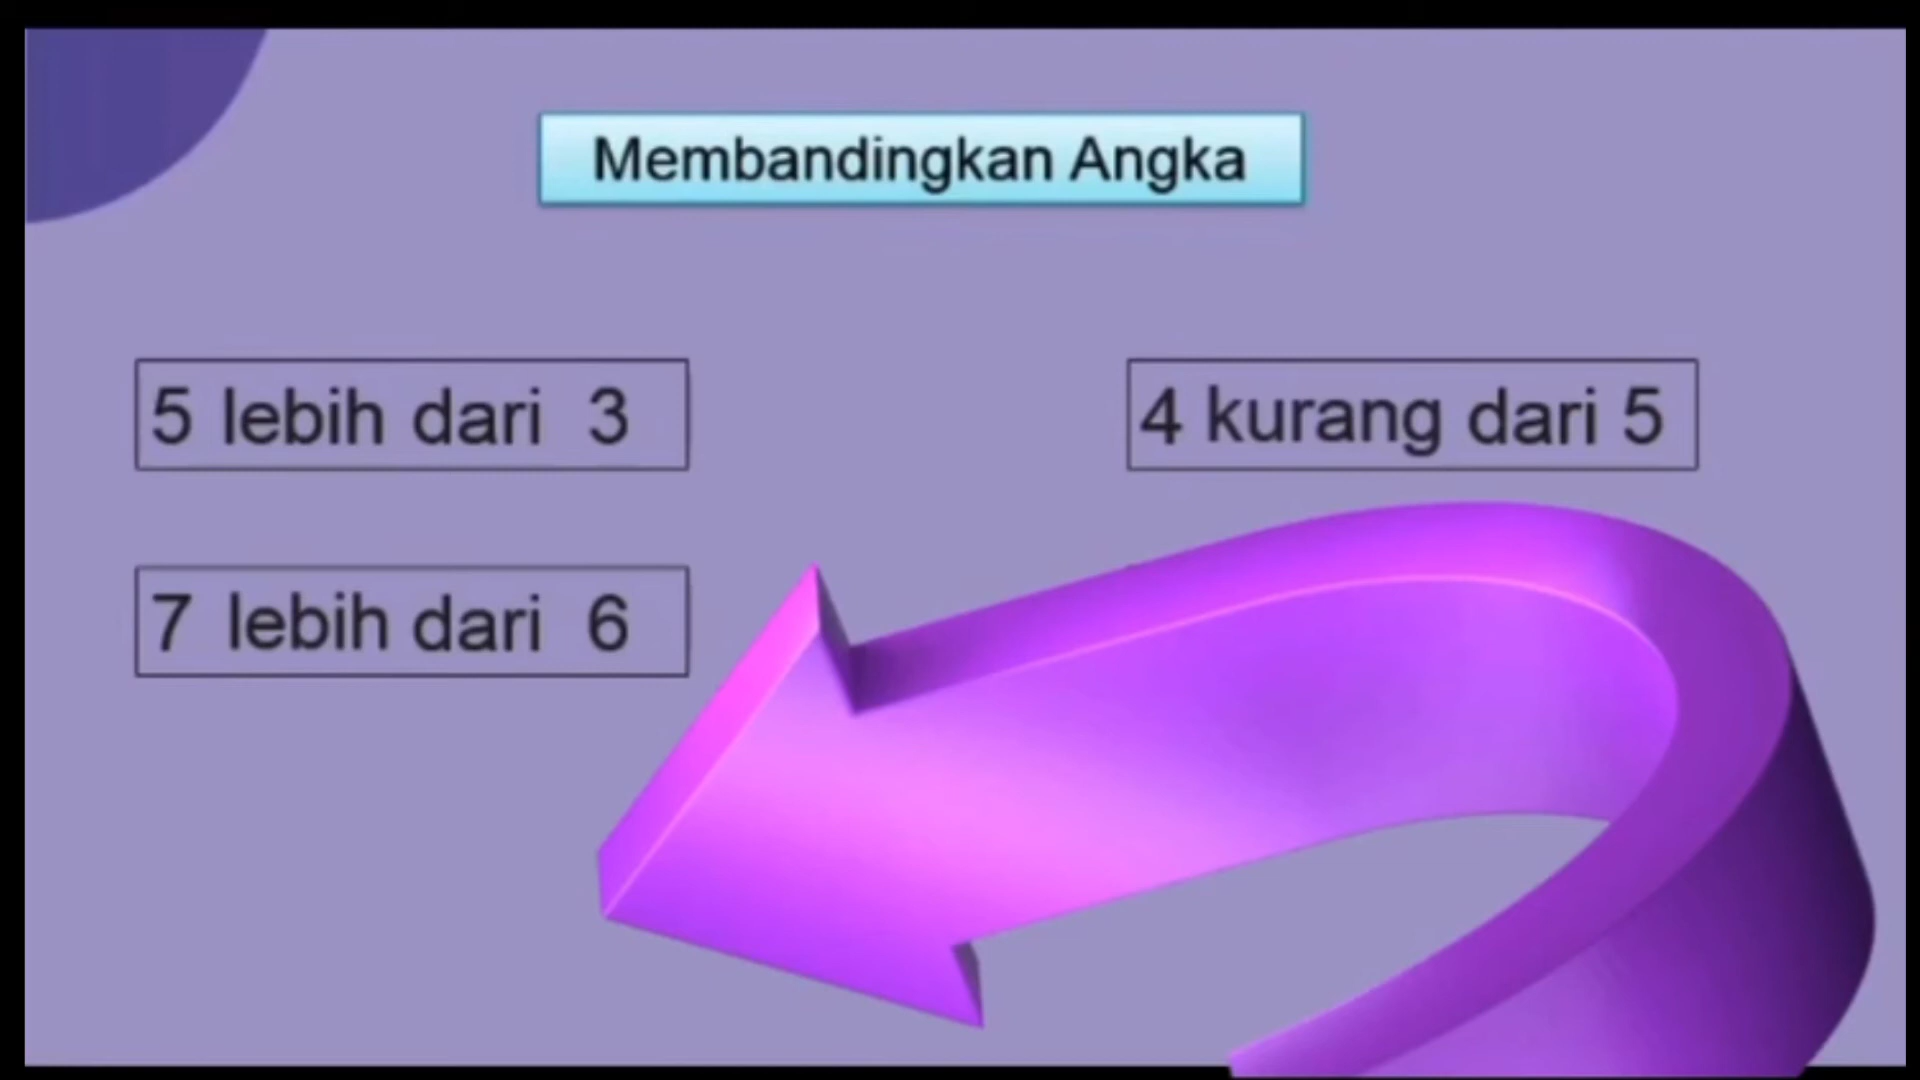 Membandingkan Angka
5 lebih dari 3
4 kurang dari 5
7 lebih dari 6